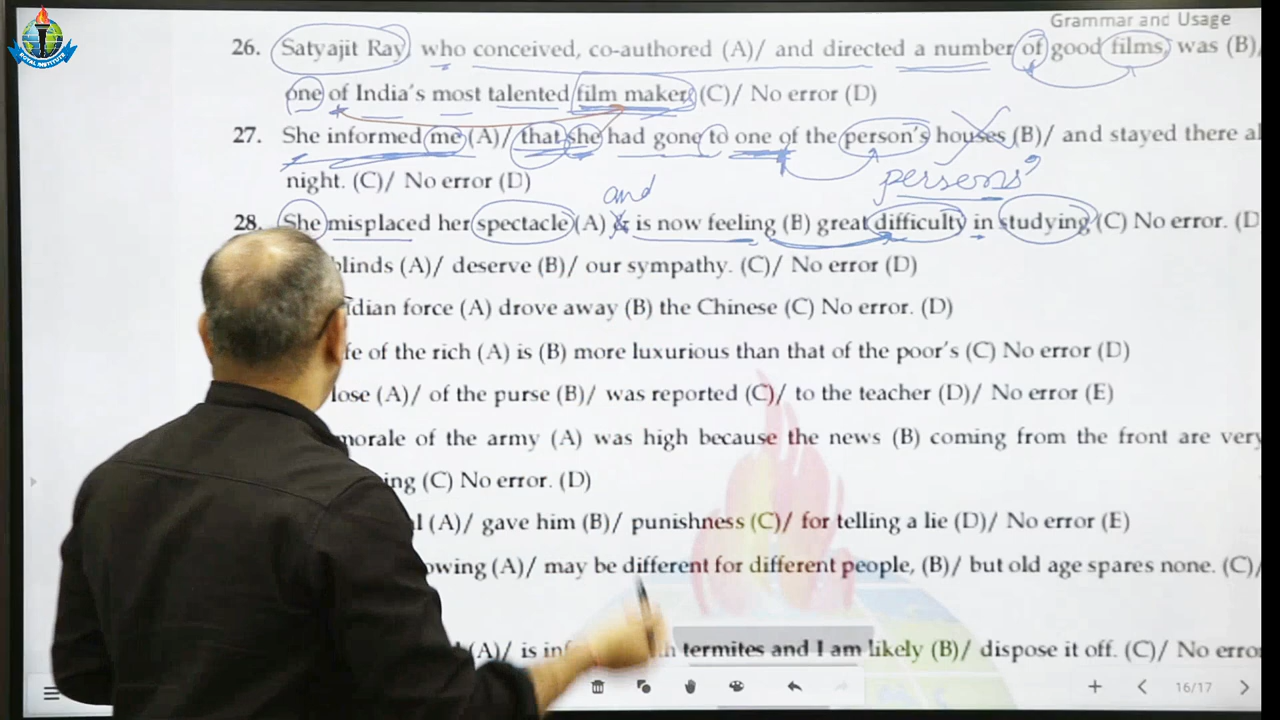 ROYAL INSTITUTE
Grammar and Usage
26. Satyajit Ray who conceived, co-authored (A)/ and directed a number of good films, was (B)/
one of India's most talented film maker (C)/ No error (D)
27. She informed me (A)/ that she had gone to one of the person's houses (B)/ and stayed there al
persons'
night. (C)/ No error (D)
and
28. She misplaced her spectacle (A) & is now feeling (B) great difficulty in studying (C) No error. (D
blinds (A)/ deserve (B)/ our sympathy. (C)/ No error (D)
dian force (A) drove away (B) the Chinese (C) No error. (D)
fe of the rich (A) is (B) more luxurious than that of the poor's (C) No error (D)
lose (A)/ of the purse (B)/ was reported (C)/ to the teacher (D)/ No error (E)
morale of the army (A) was high because the news (B) coming from the front are very
ing (C) No error. (D)
l (A)/ gave him (B)/ punishness (C)/ for telling a lie (D)/ No error (E)
owing (A)/ may be different for different people, (B)/ but old age spares none. (C)/
(A)/ is termites and I am likely (B)/ dispose it off. (C)/ No erro
16/17